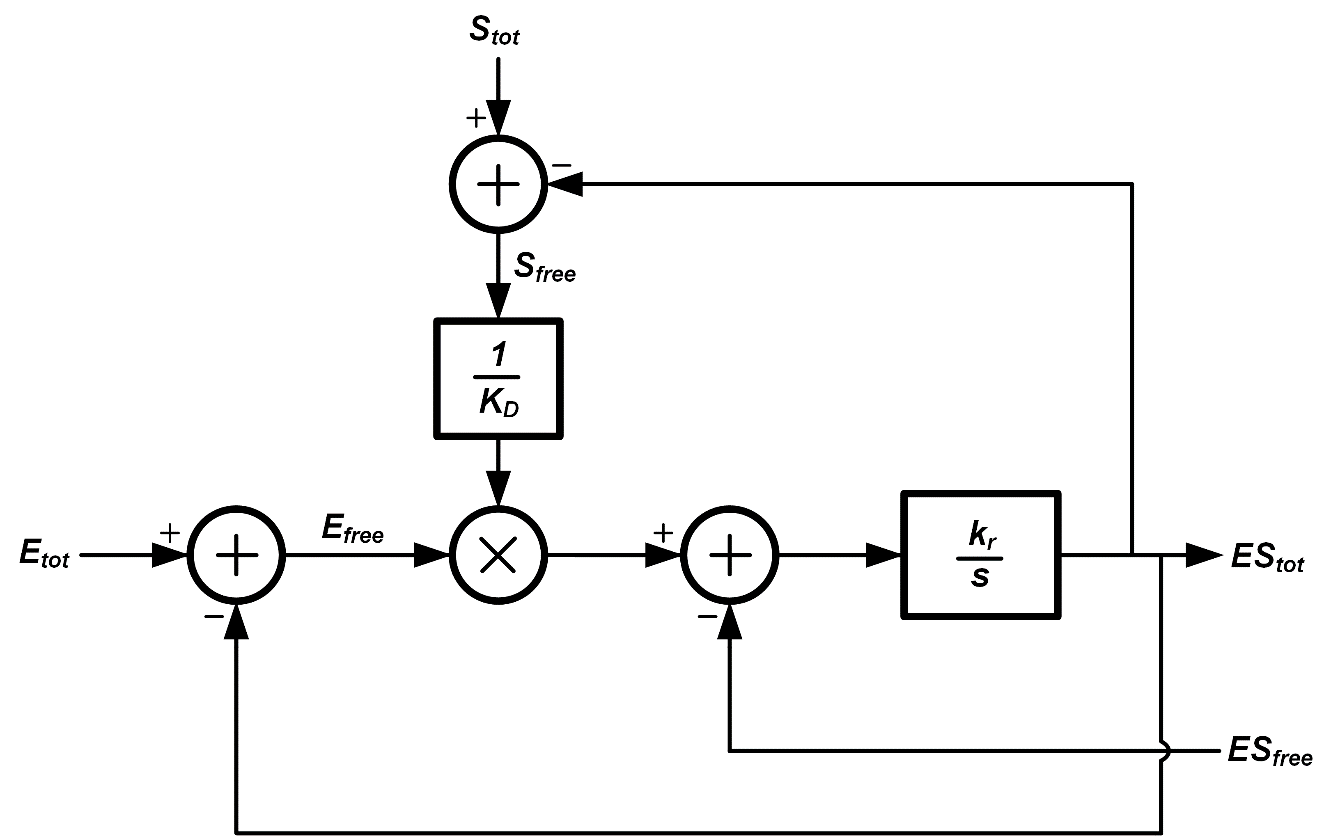 S_tot
+
−
+
S_free
1
K_D
E_tot
+
−
+
E_free
×
+
−
+
k_r
s
ES_tot
ES_free